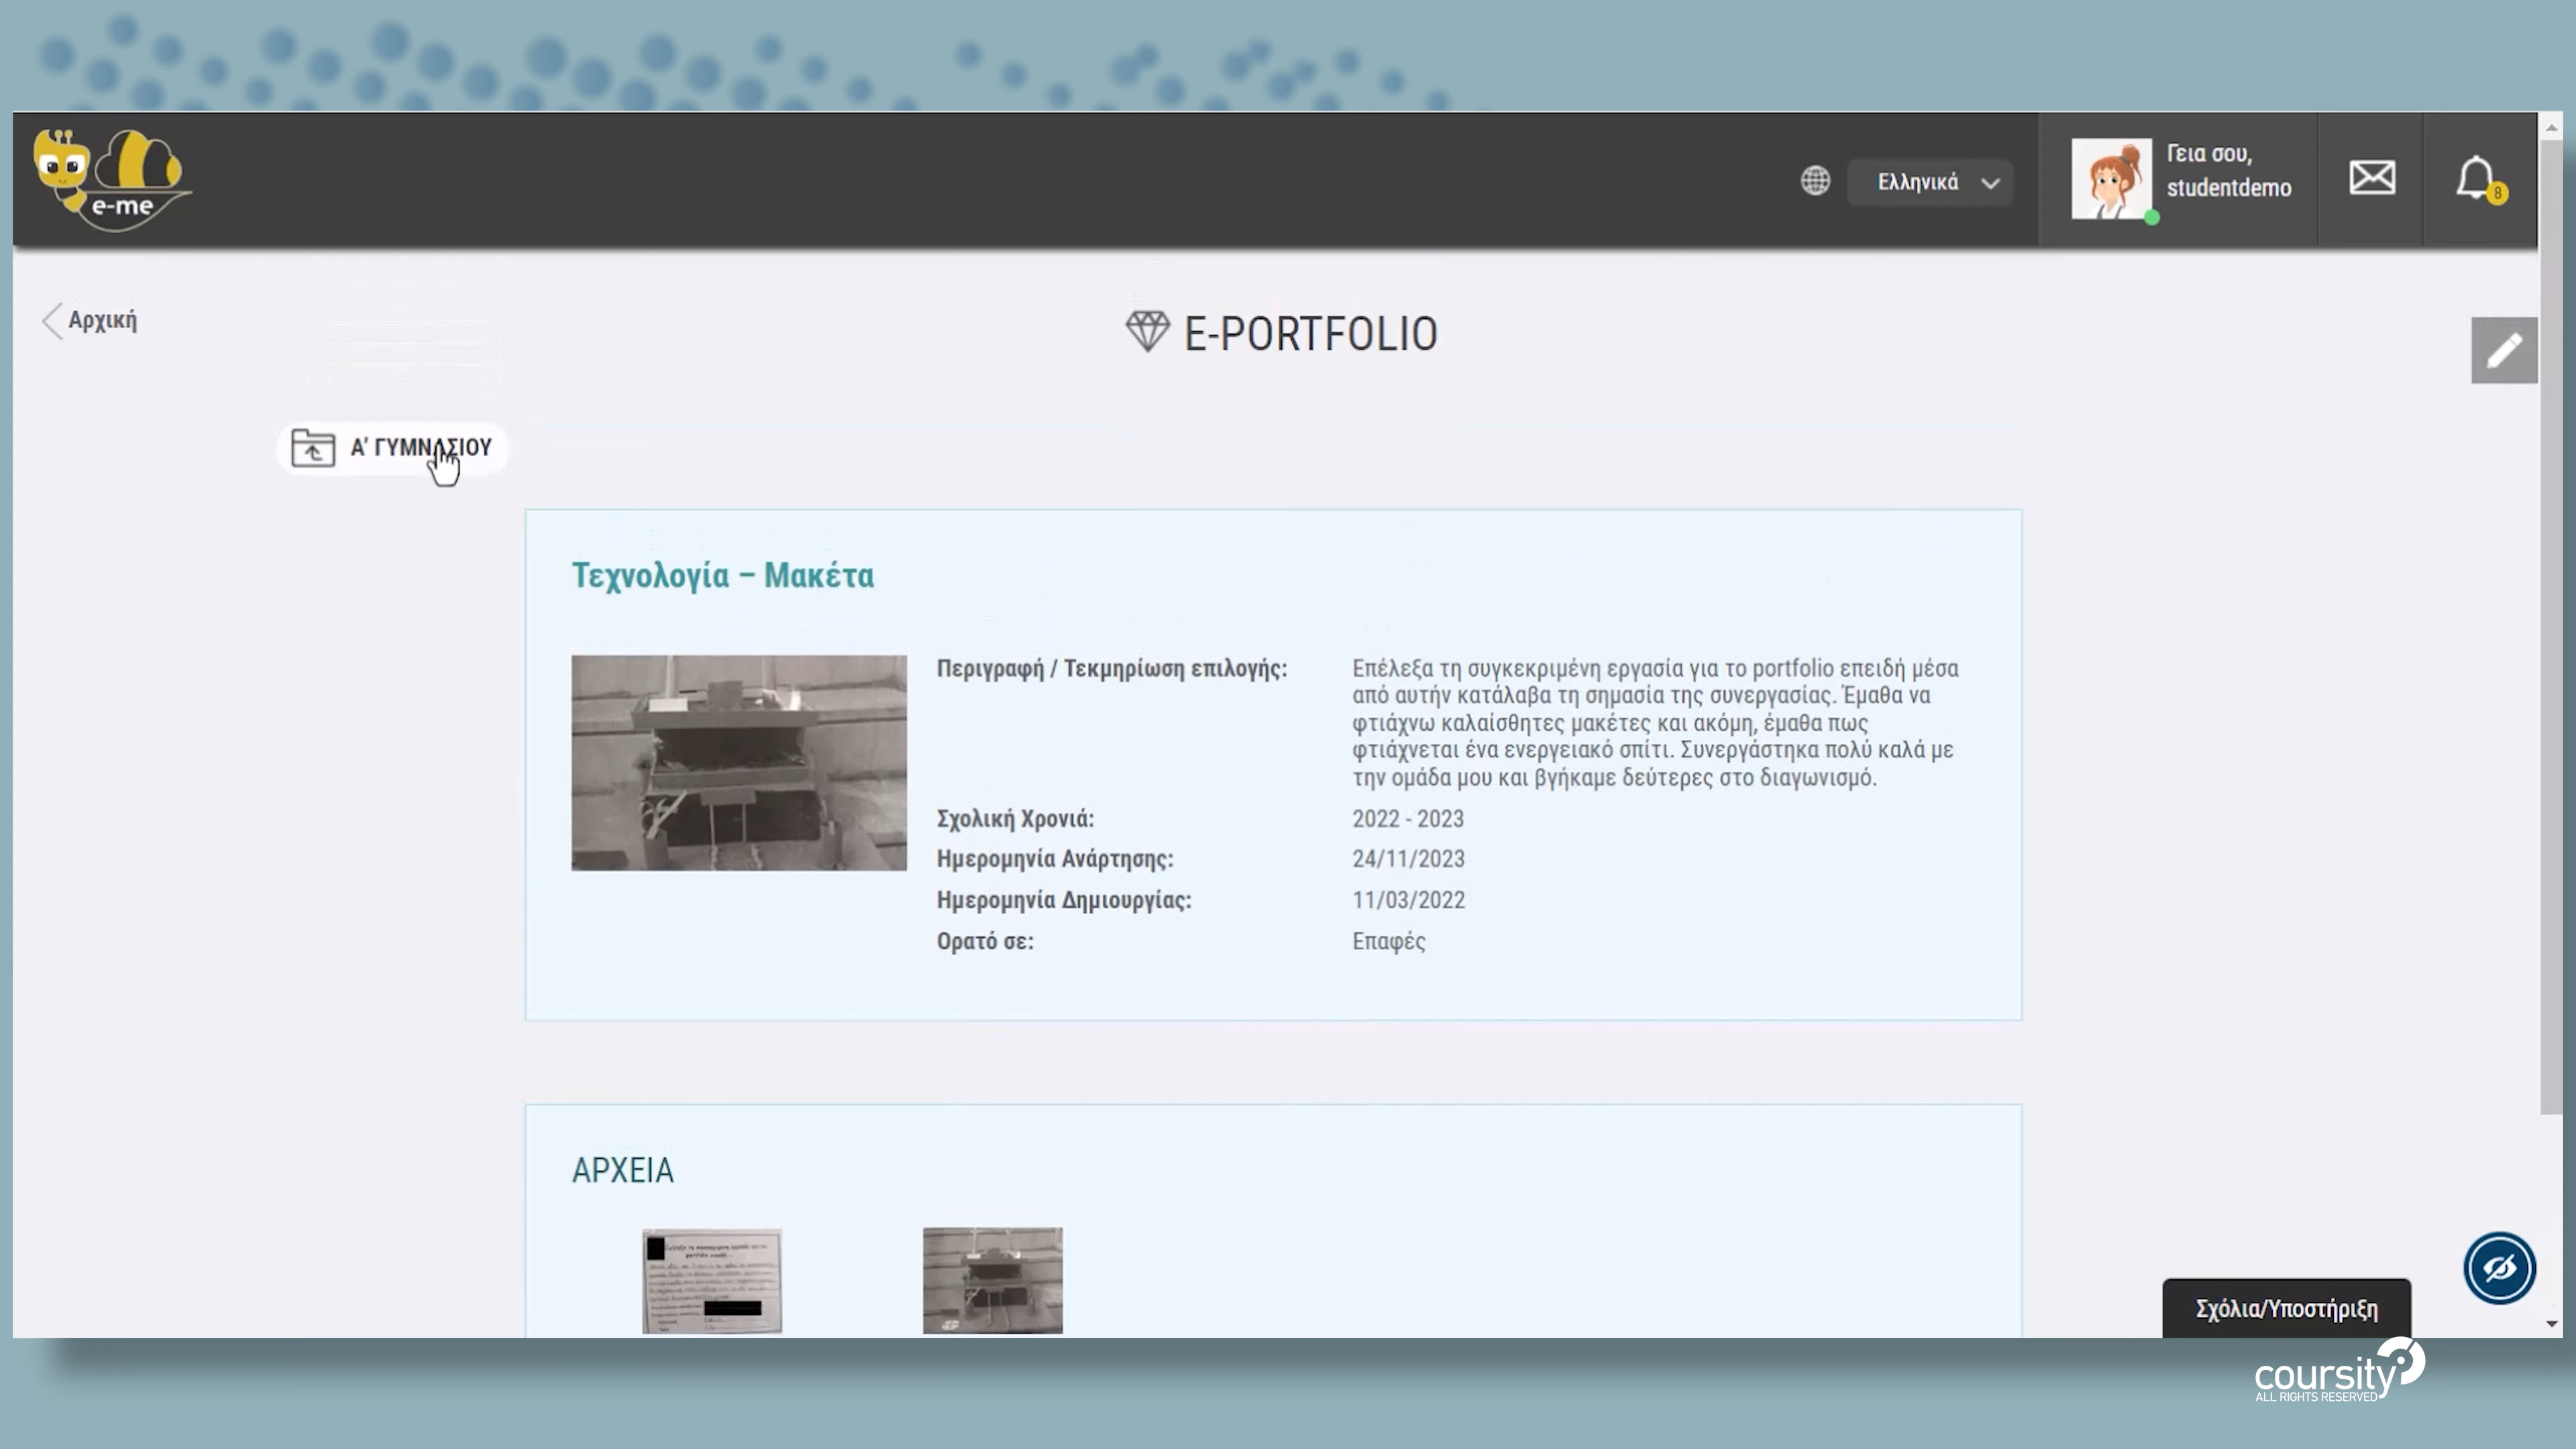 e-me
Ελληνικά
Γεια σου,
studentdemo
8
Αρχική
E-PORTFOLIO
Α' ΓΥΜΝΑΣΙΟΥ
Τεχνολογία – Μακέτα
Περιγραφή / Τεκμηρίωση επιλογής:
Επέλεξα τη συγκεκριμένη εργασία για το portfolio επειδή μέσα
από αυτήν κατάλαβα τη σημασία της συνεργασίας. Έμαθα να
φτιάχνω καλαίσθητες μακέτες και ακόμη, έμαθα πως
φτιάχνεται ένα ενεργειακό σπίτι. Συνεργάστηκα πολύ καλά με
την ομάδα μου και βγήκαμε δεύτερες στο διαγωνισμό.
Σχολική Χρονιά: 2022 - 2023
Ημερομηνία Ανάρτησης: 24/11/2023
Ημερομηνία Δημιουργίας: 11/03/2022
Ορατό σε: Επαφές
ΑΡΧΕΙΑ
Σχόλια/Υποστήριξη
coursity
ALL RIGHTS RESERVED